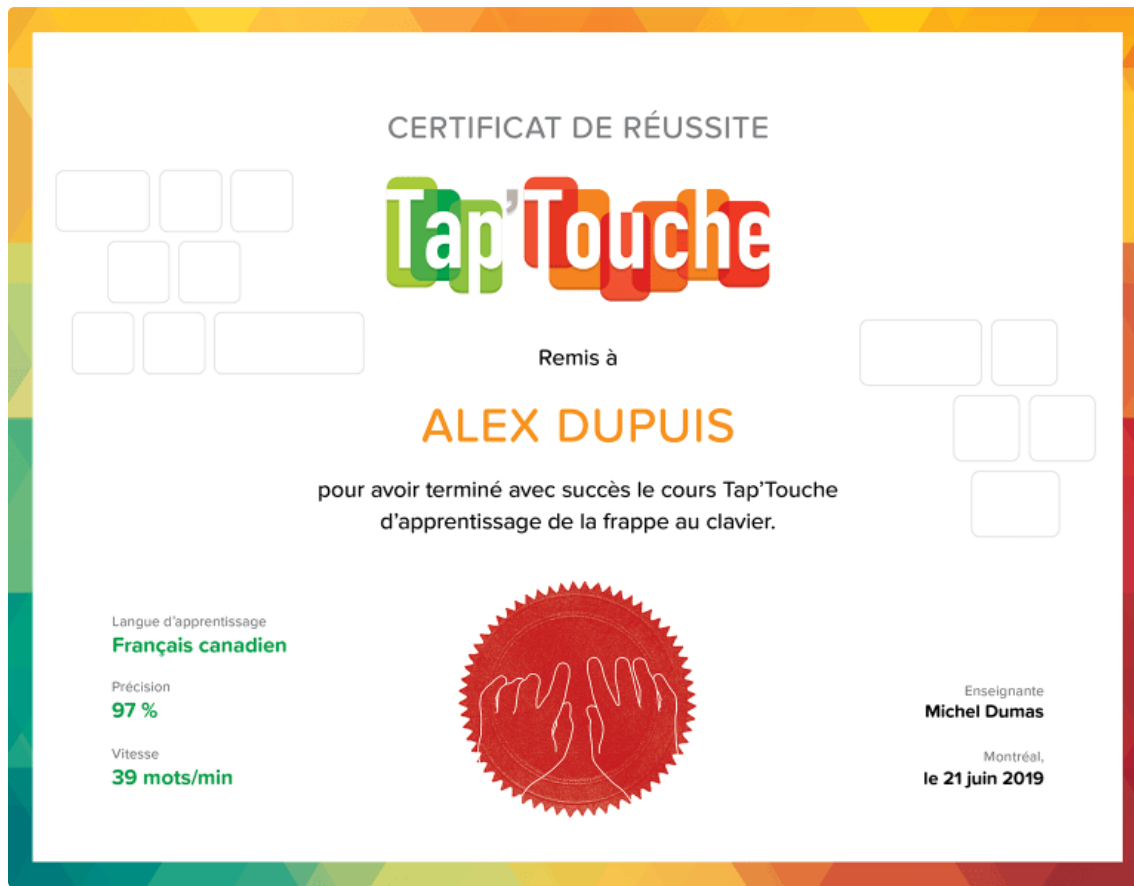 CERTIFICAT DE RÉUSSITE
Tap'Touche
Remis à
ALEX DUPUIS
pour avoir terminé avec succès le cours Tap'Touche
d'apprentissage de la frappe au clavier.
Langue d'apprentissage
Français canadien
Précision
97 %
Vitesse
39 mots/min
Enseignante
Michel Dumas
Montréal,
le 21 juin 2019